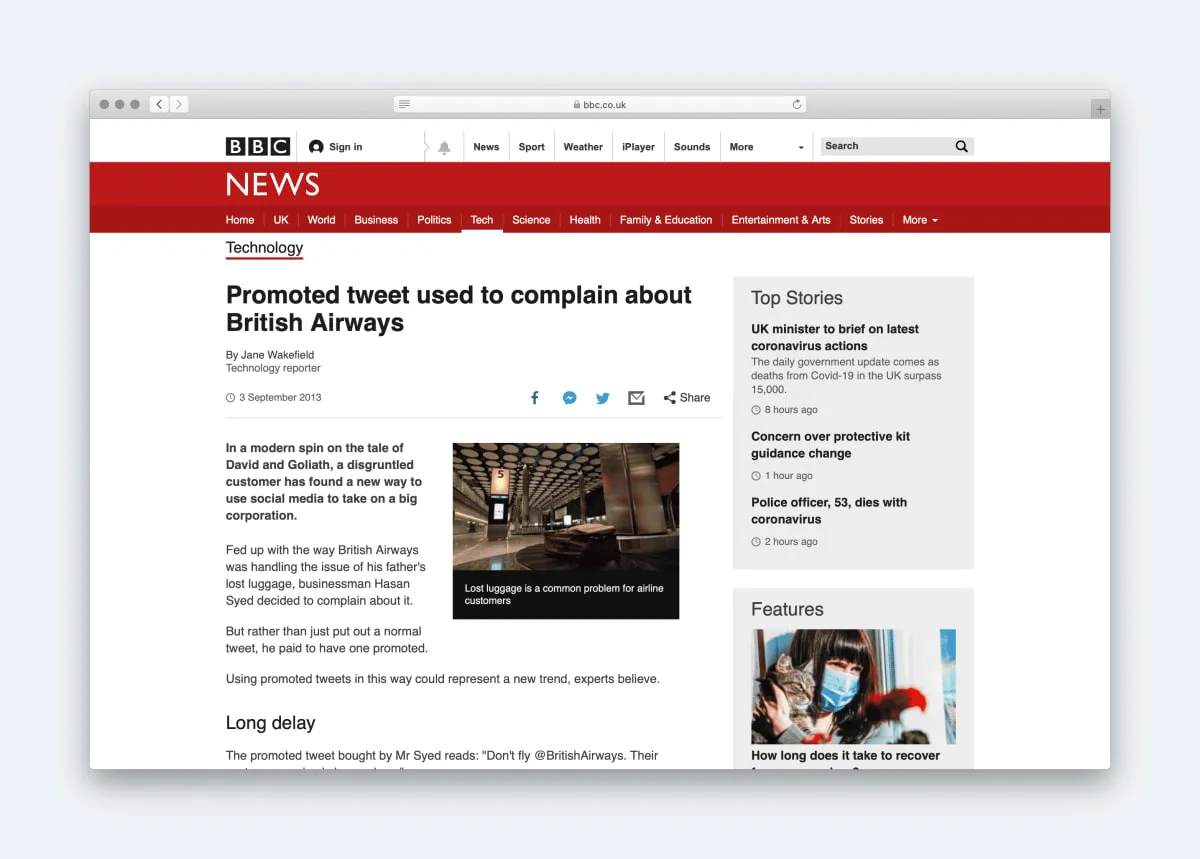 bbc.co.uk
BBC
Sign in
News
Sport
Weather
iPlayer
Sounds
More
Search
NEWS
Home
UK
World
Business
Politics
Tech
Science
Health
Family & Education
Entertainment & Arts
Stories
More
Technology
Promoted tweet used to complain about
British Airways
By Jane Wakefield
Technology reporter
3 September 2013
Share
In a modern spin on the tale of
David and Goliath, a disgruntled
customer has found a new way to
use social media to take on a big
corporation.
5
Lost luggage is a common problem for airline
customers
Fed up with the way British Airways
was handling the issue of his father's
lost luggage, businessman Hasan
Syed decided to complain about it.
But rather than just put out a normal
tweet, he paid to have one promoted.
Using promoted tweets in this way could represent a new trend, experts believe.
Long delay
The promoted tweet bought by Mr Syed reads: "Don't fly @BritishAirways. Their
Top Stories
UK minister to brief on latest
coronavirus actions
The daily government update comes as
deaths from Covid-19 in the UK surpass
15,000.
8 hours ago
Concern over protective kit
guidance change
1 hour ago
Police officer, 53, dies with
coronavirus
2 hours ago
Features
How long does it take to recover